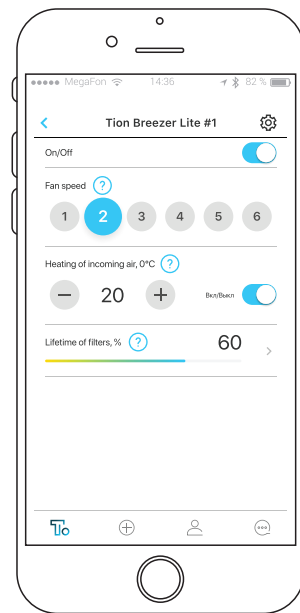 MegaFon 14:36 82 %
Tion Breezer Lite #1
On/Off
Fan speed ?
1 2 3 4 5 6
Heating of incoming air, 0°C ?
20 Вкл/Выкл
Lifetime of filters, % ? 60
Tio